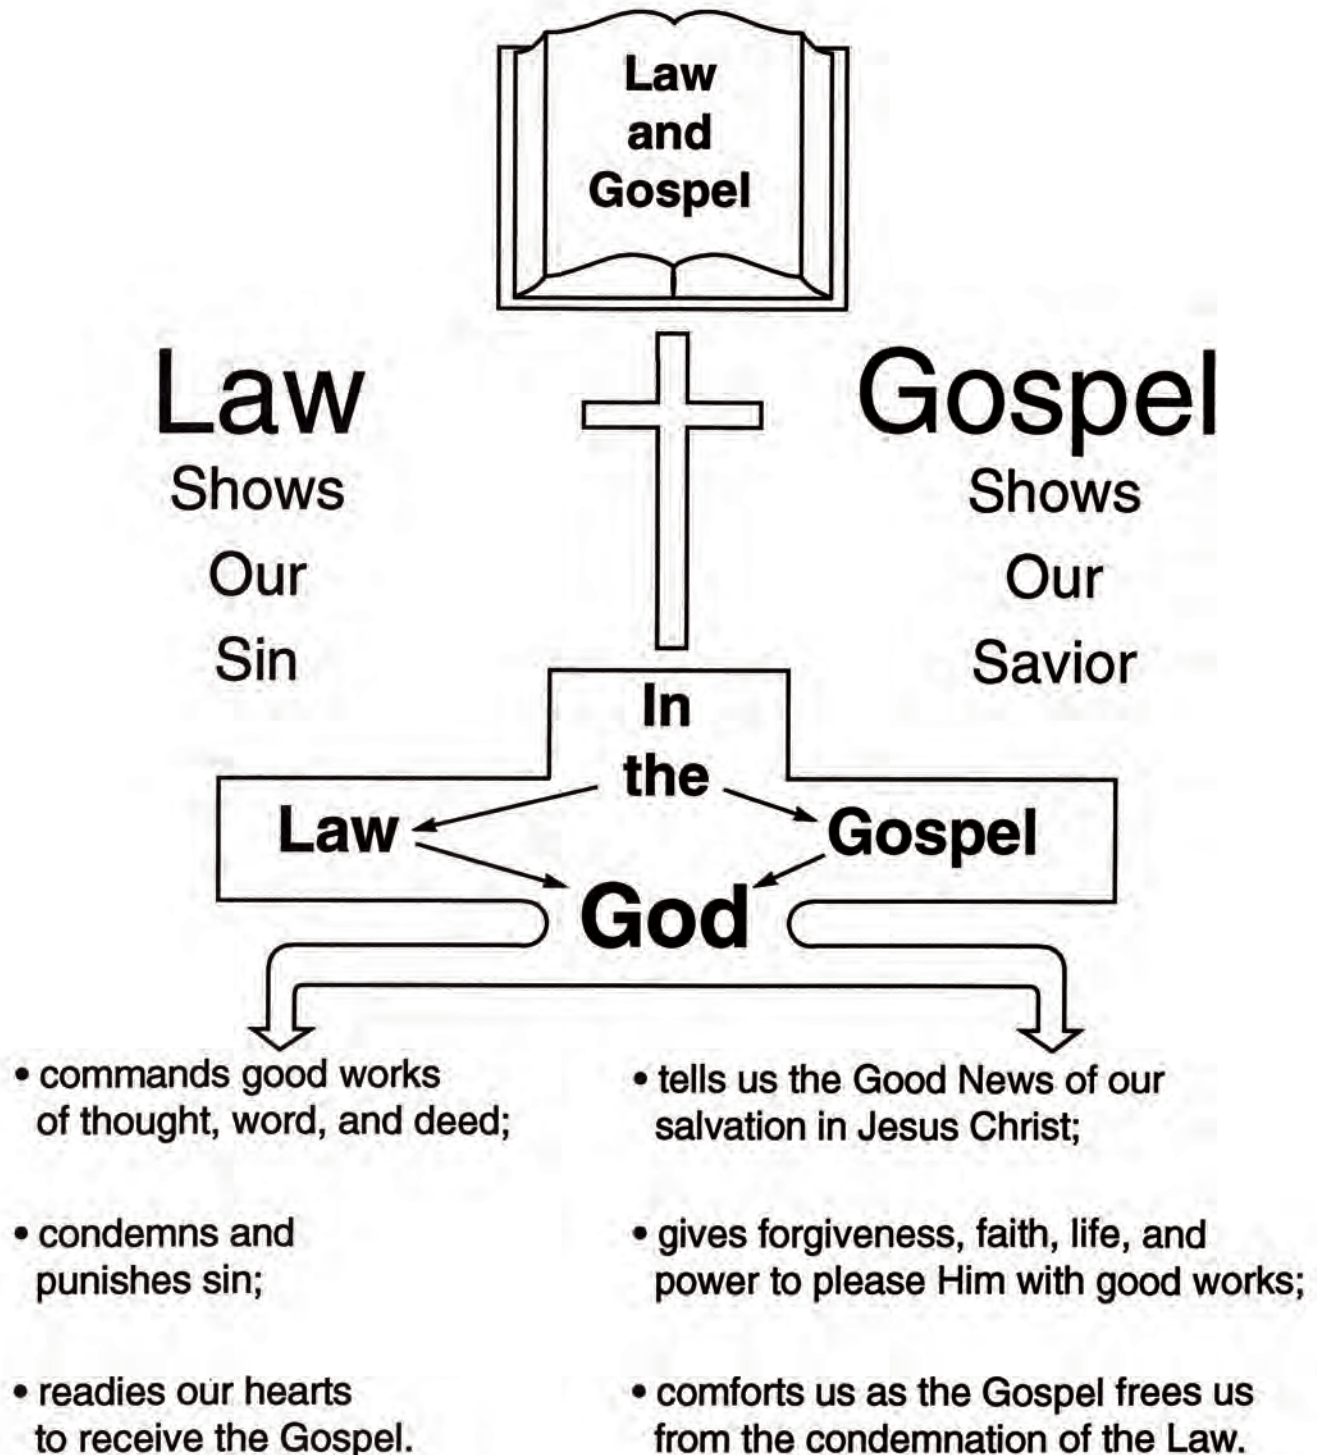 Law
and
Gospel
Law
Shows
Our
Sin
Gospel
Shows
Our
Savior
In
the
Law
Gospel
God
• commands good works
of thought, word, and deed;
• condemns and
punishes sin;
• readies our hearts
to receive the Gospel.
• tells us the Good News of our
salvation in Jesus Christ;
• gives forgiveness, faith, life, and
power to please Him with good works;
• comforts us as the Gospel frees us
from the condemnation of the Law.